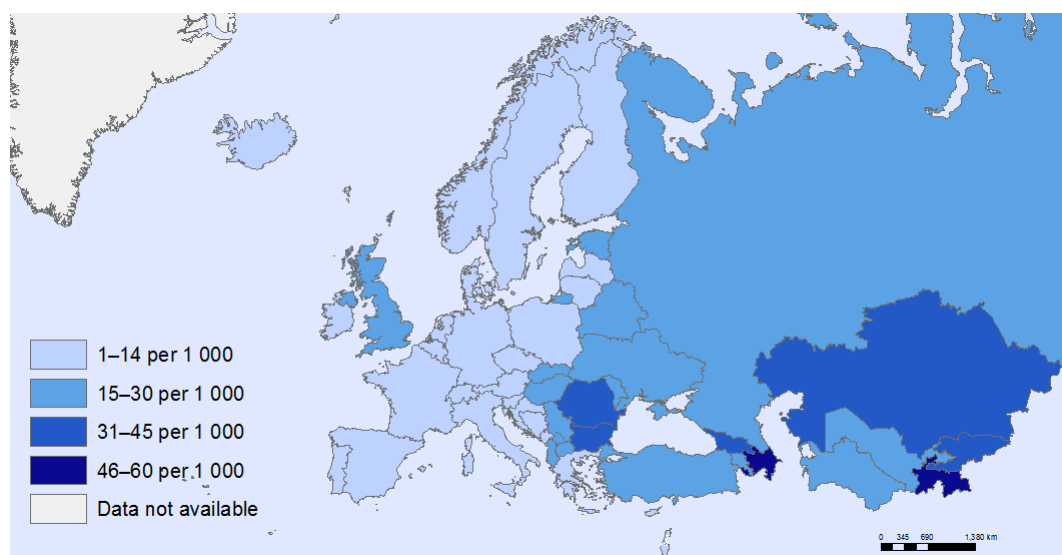 1–14 per 1 000
15–30 per 1 000
31–45 per 1 000
46–60 per 1 000
Data not available
0 345 690 1,380 km